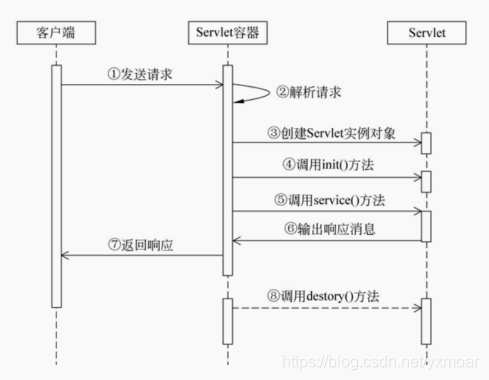 客户端 Servlet容器 Servlet
①发送请求
②解析请求
③创建Servlet实例对象
④调用init()方法
⑤调用service()方法
⑥输出响应消息
⑦返回响应
⑧调用destory()方法
https://blog.csdn.net/yxmoar